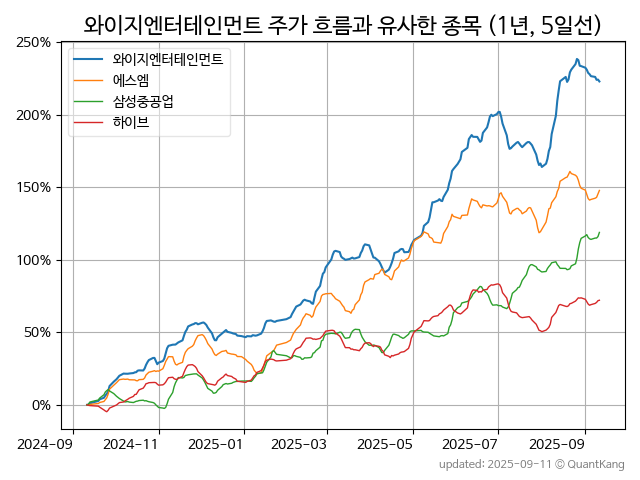 와이지엔터테인먼트 주가 흐름과 유사한 종목 (1년, 5일선)
250%
와이지엔터테인먼트
에스엠
삼성중공업
하이브
200%
150%
100%
50%
0%
2024-09 2024-11 2025-01 2025-03 2025-05 2025-07 2025-09
updated: 2025-09-11 © QuantKang